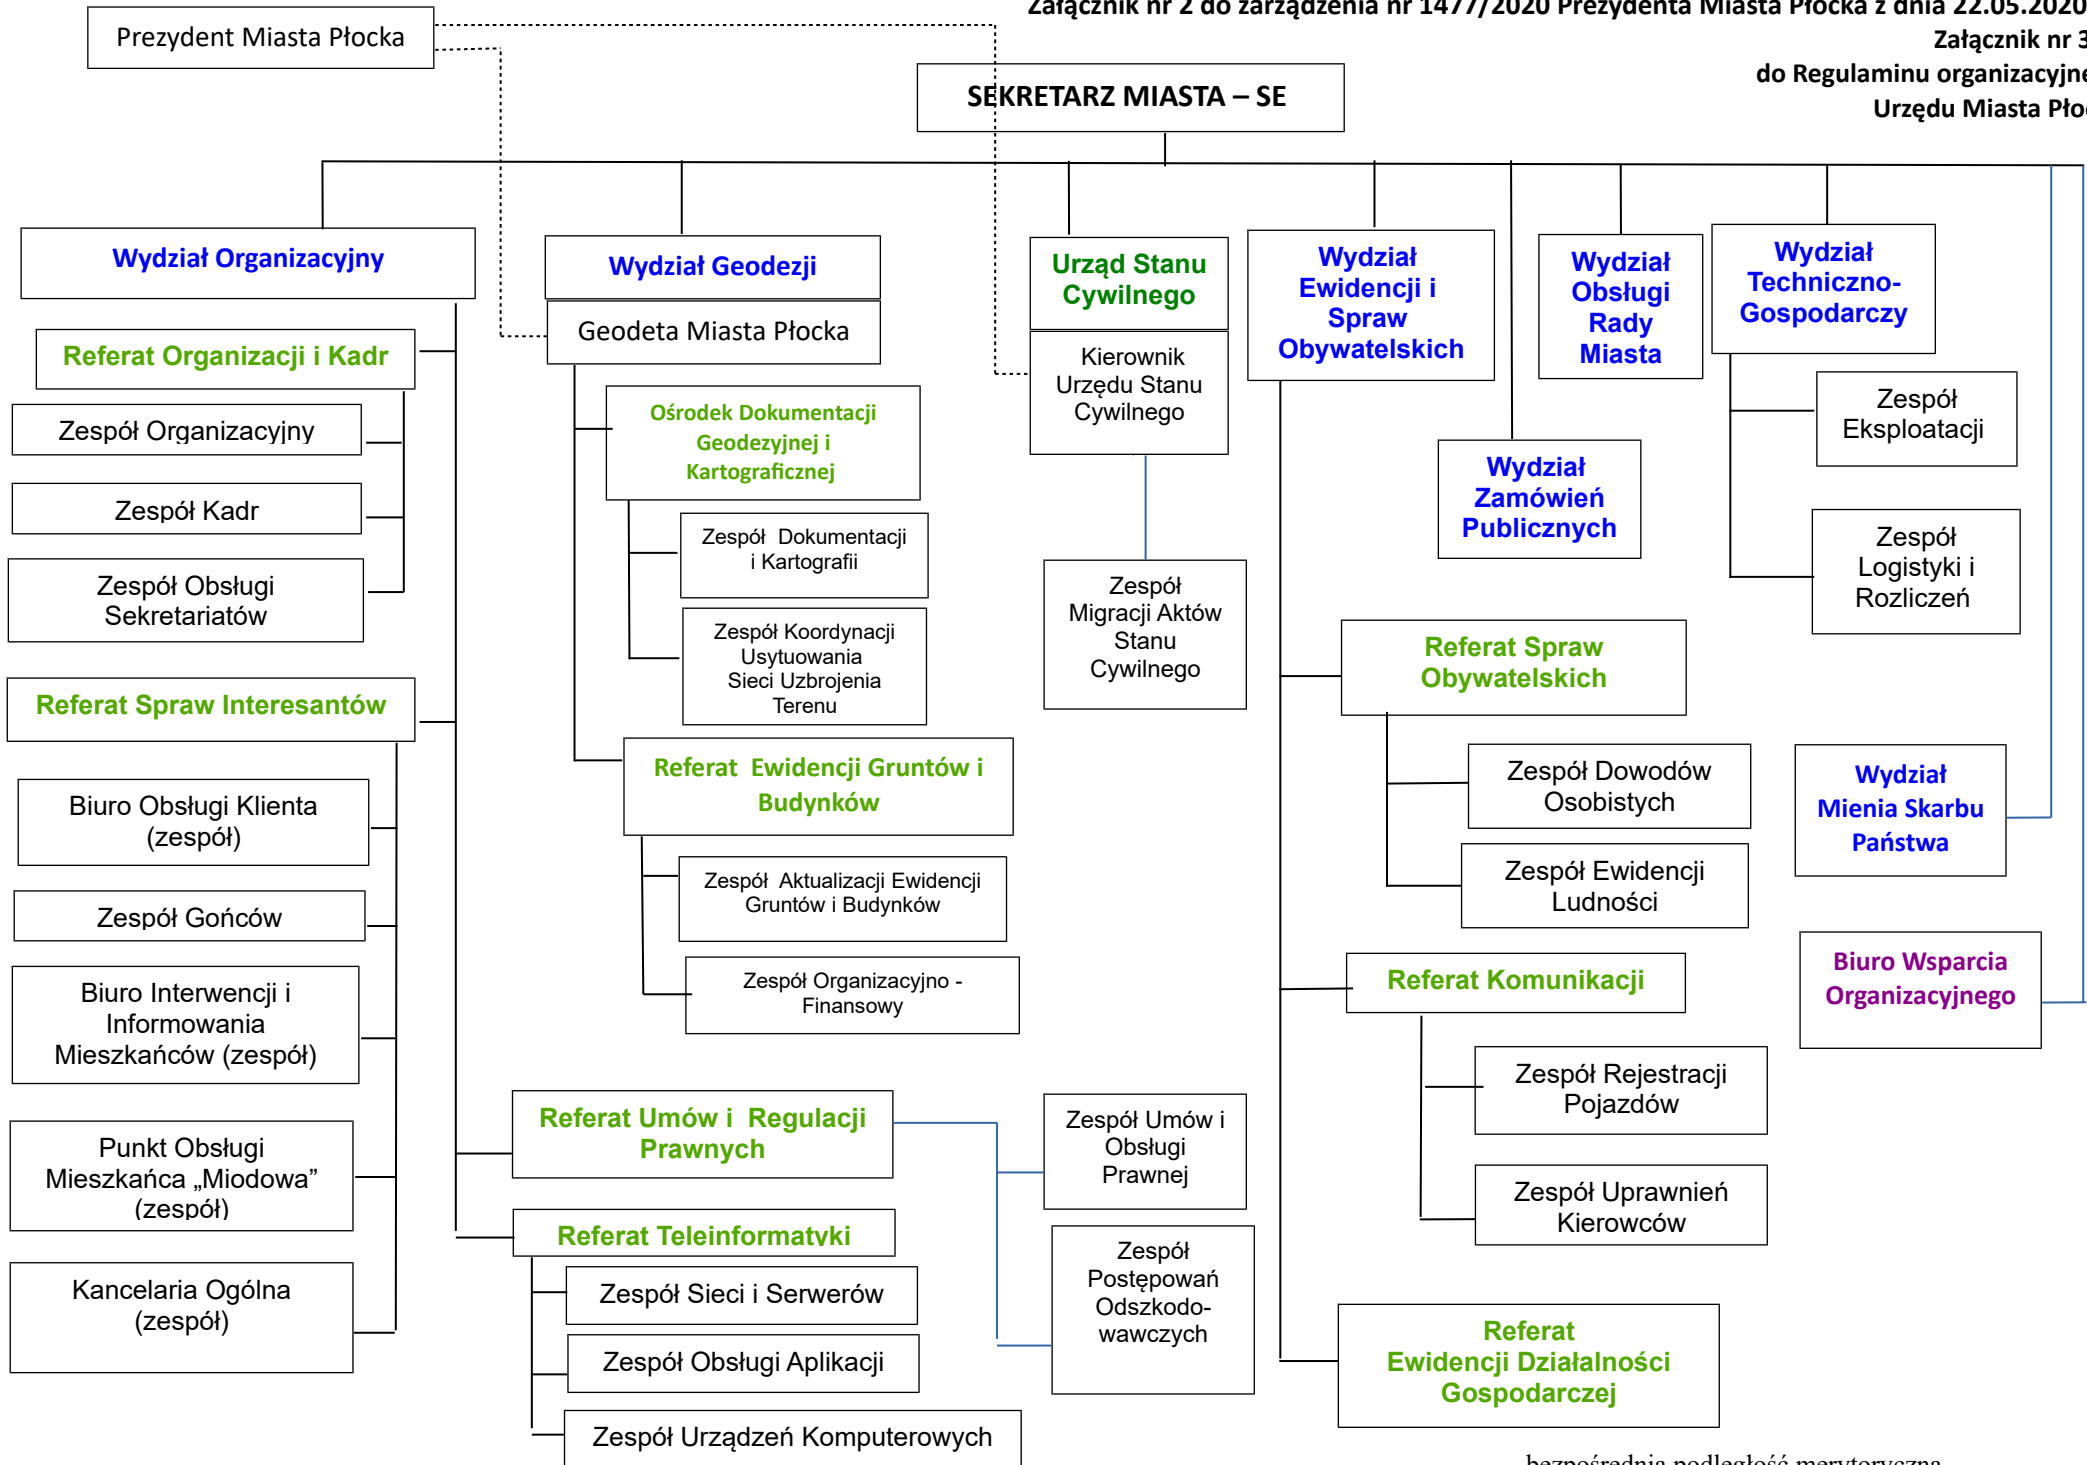 Załącznik nr 2 do zarządzenia nr 1477/2020 Prezydenta Miasta Płocka z dnia 22.05.2020
Załącznik nr 3
do Regulaminu organizacyjne
Urzędu Miasta Pło
Prezydent Miasta Płocka
SEKRETARZ MIASTA – SE
Wydział Organizacyjny
Referat Organizacji i Kadr
Zespół Organizacyjny
Zespół Kadr
Zespół Obsługi
Sekretariatów
Referat Spraw Interesantów
Biuro Obsługi Klienta
(zespół)
Zespół Gońców
Biuro Interwencji i
Informowania
Mieszkańców (zespół)
Punkt Obsługi
Mieszkańca „Miodowa”
(zespół)
Kancelaria Ogólna
(zespół)
Referat Umów i Regulacji
Prawnych
Zespół Umów i
Obsługi
Prawnej
Zespół
Postępowań
Odszkodo-
wawczych
Referat Teleinformatyki
Zespół Sieci i Serwerów
Zespół Obsługi Aplikacji
Zespół Urządzeń Komputerowych
Wydział Geodezji
Geodeta Miasta Płocka
Ośrodek Dokumentacji
Geodezyjnej i
Kartograficznej
Zespół Dokumentacji
i Kartografii
Zespół Koordynacji
Usytuowania
Sieci Uzbrojenia
Terenu
Referat Ewidencji Gruntów i
Budynków
Zespół Aktualizacji Ewidencji
Gruntów i Budynków
Zespół Organizacyjno -
Finansowy
Urząd Stanu
Cywilnego
Kierownik
Urzędu Stanu
Cywilnego
Zespół
Migracji Aktów
Stanu
Cywilnego
Wydział
Ewidencji i
Spraw
Obywatelskich
Referat Spraw
Obywatelskich
Zespół Dowodów
Osobistych
Zespół Ewidencji
Ludności
Referat Komunikacji
Zespół Rejestracji
Pojazdów
Zespół Uprawnień
Kierowców
Referat
Ewidencji Działalności
Gospodarczej
Wydział
Zamówień
Publicznych
Wydział
Obsługi
Rady
Miasta
Wydział
Techniczno-
Gospodarczy
Zespół
Eksploatacji
Zespół
Logistyki i
Rozliczeń
Wydział
Mienia Skarbu
Państwa
Biuro Wsparcia
Organizacyjnego
bezpośrednia podległość merytoryczna